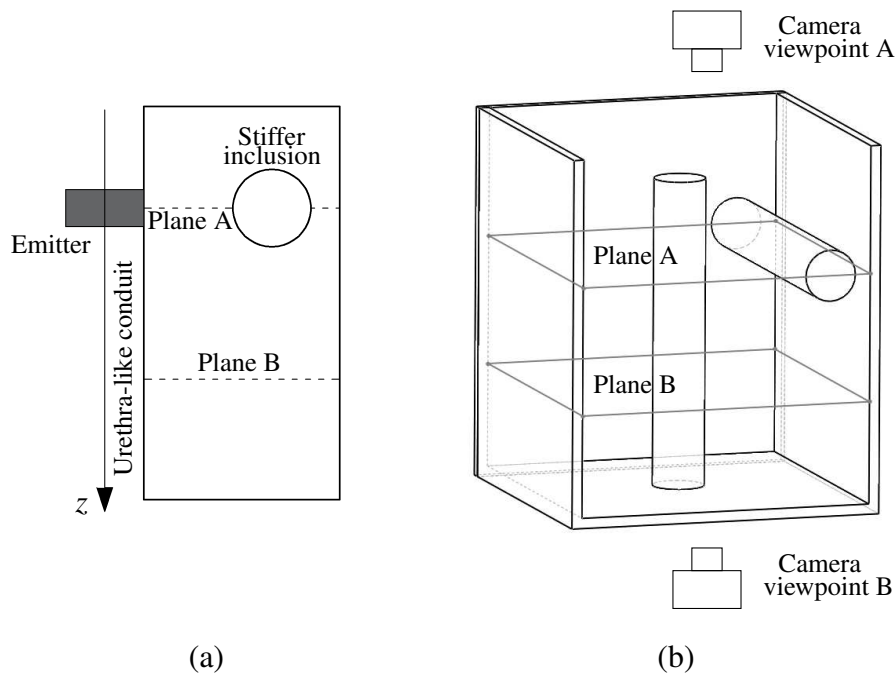 Stiffer
inclusion
Plane A
Emitter
Urethra-like conduit
Plane B
z
(a)
Camera
viewpoint A
Plane A
Plane B
Camera
viewpoint B
(b)